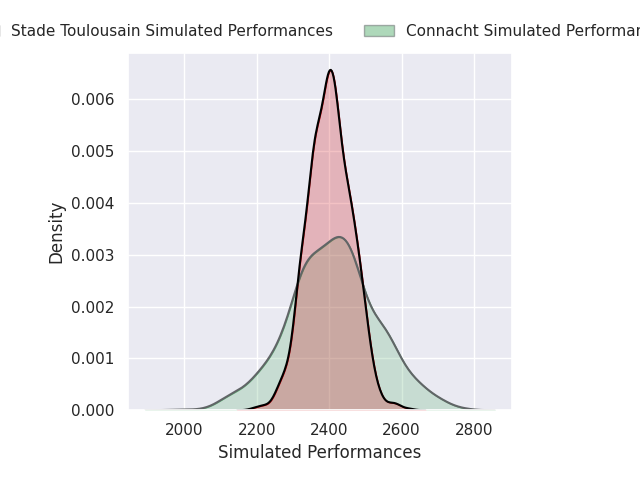 Stade Toulousain Simulated Performances
Connacht Simulated Performan
0.006
0.005
0.004
0.003
0.002
0.001
0.000
Density
2000 2200 2400 2600 2800
Simulated Performances